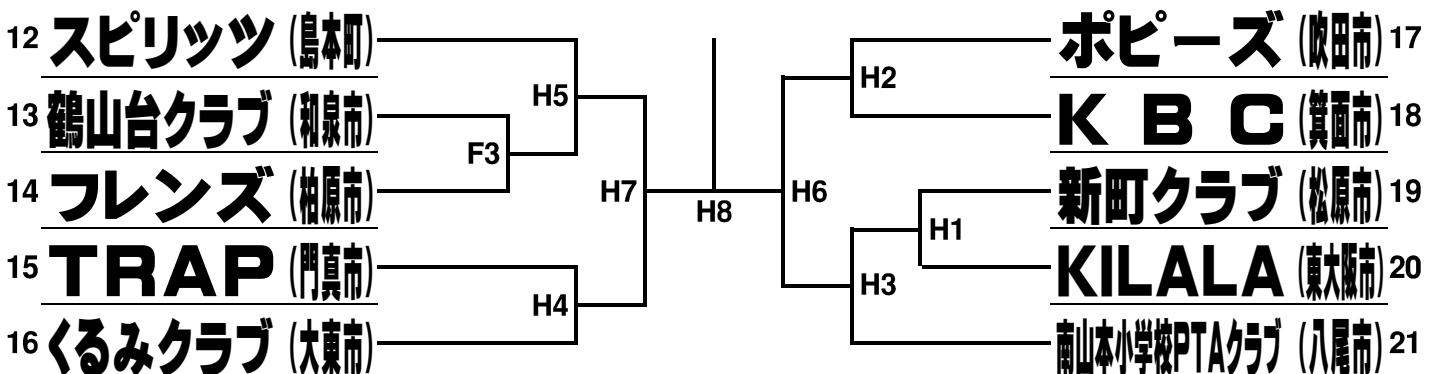 12 スピリッツ (島本町)
13 鶴山台クラブ (和泉市)
14 フレンズ (柏原市)
15 TRAP (門真市)
16 くるみクラブ (大東市)
H5
F3
H7
H4
H8
H6
H2
H1
H3
ポピーズ (吹田市) 17
KBC (箕面市) 18
新町クラブ (松原市) 19
KILALA (東大阪市) 20
南山本小学校PTAクラブ (八尾市) 21